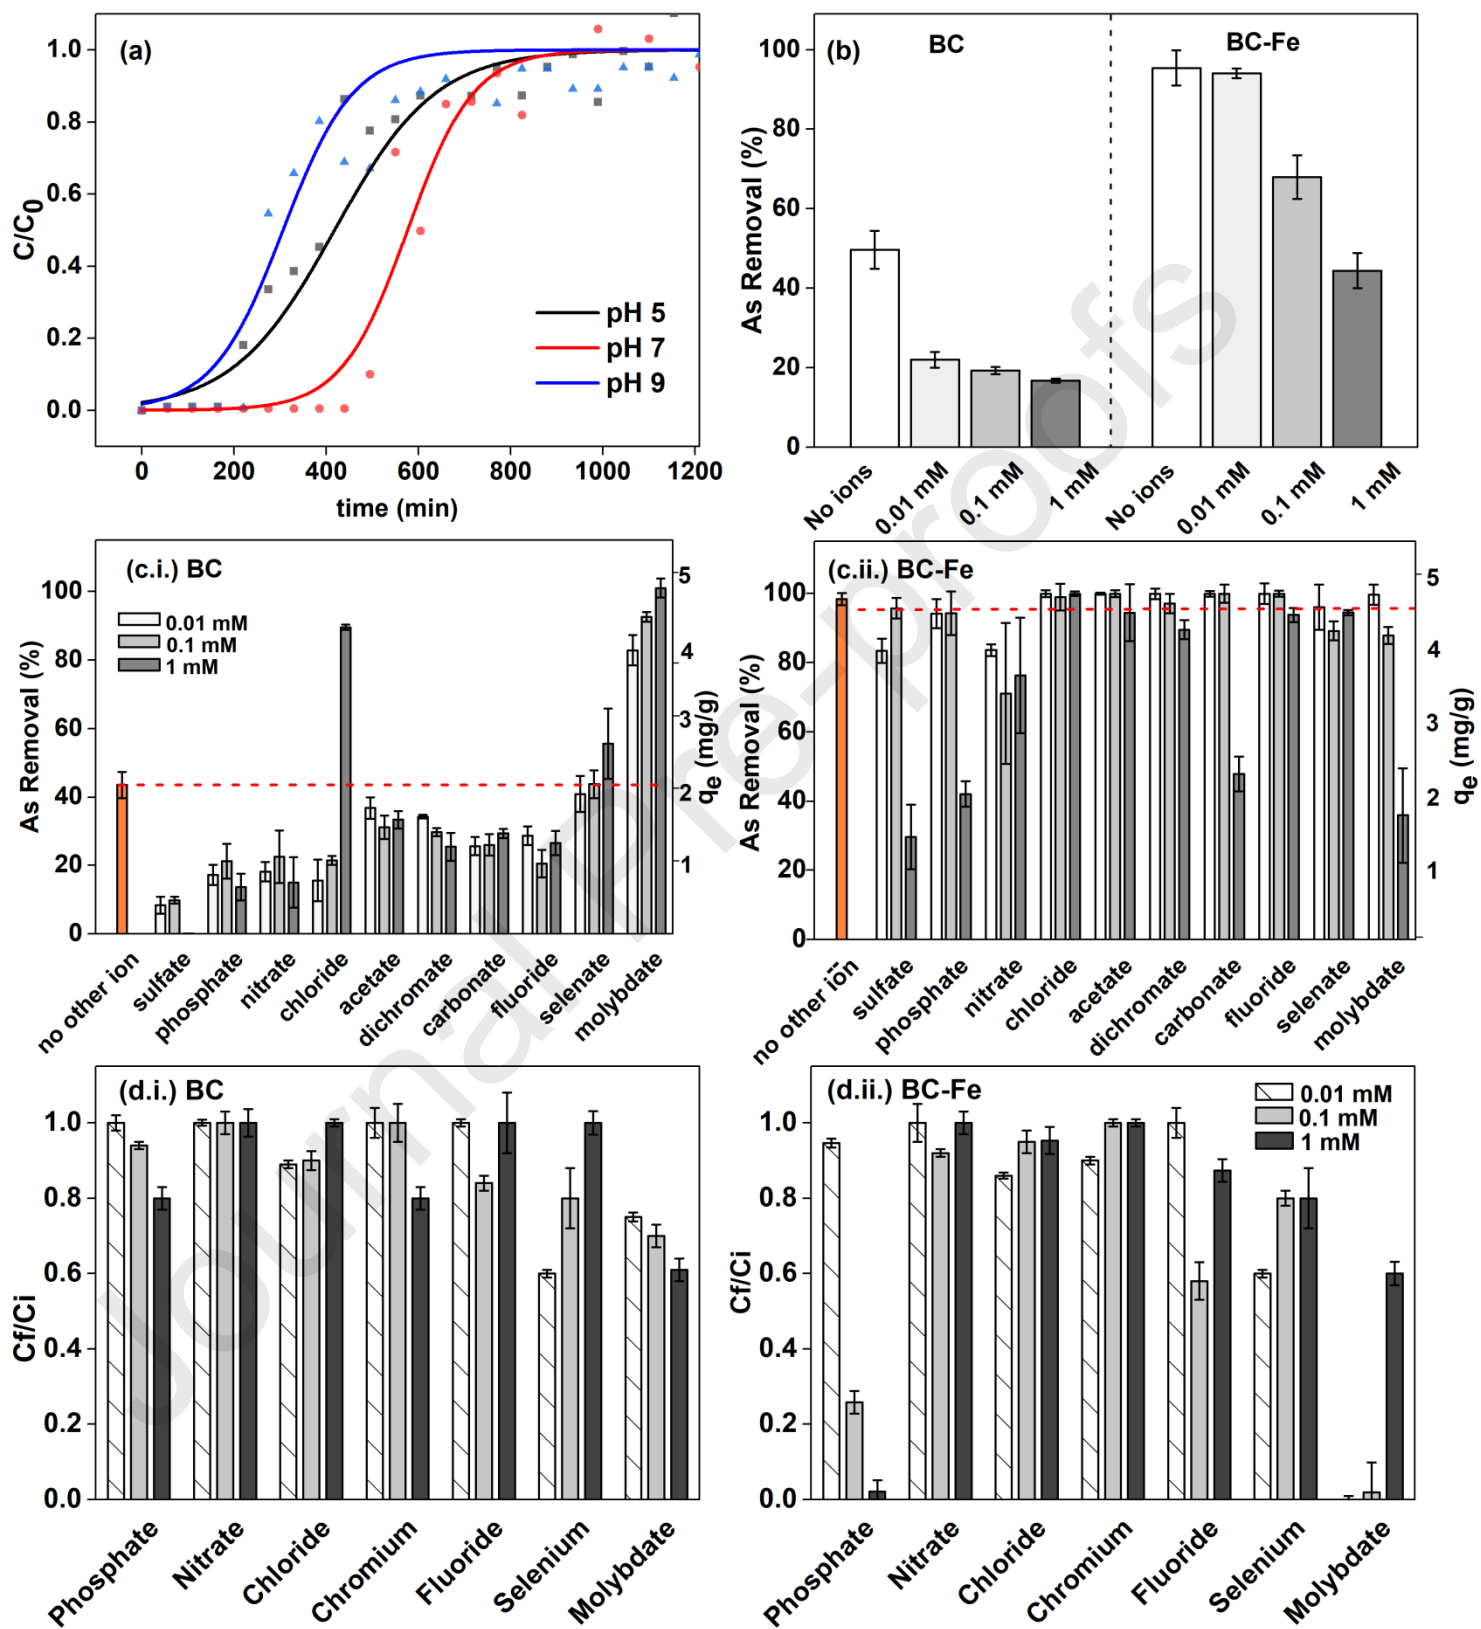 (a)
C/C0
1.0
0.8
0.6
0.4
0.2
0.0
pH 5
pH 7
pH 9
0 200 400 600 800 1000 1200
time (min)
(b)
BC
BC-Fe
As Removal (%)
100
80
60
40
20
0
No ions 0.01 mM 0.1 mM 1 mM No ions 0.01 mM 0.1 mM 1 mM
(c.i.) BC
0.01 mM
0.1 mM
1 mM
As Removal (%)
100
80
60
40
20
0
5
4
3
2
1
qe (mg/g)
no other ion sulfate phosphate nitrate chloride acetate dichromate carbonate fluoride selenate molybdate
(c.ii.) BC-Fe
As Removal (%)
100
80
60
40
20
0
5
4
3
2
1
qe (mg/g)
no other ion sulfate phosphate nitrate chloride acetate dichromate carbonate fluoride selenate molybdate
(d.i.) BC
Cf/Ci
1.0
0.8
0.6
0.4
0.2
0.0
Phosphate Nitrate Chloride Chromium Fluoride Selenium Molybdate
(d.ii.) BC-Fe
0.01 mM
0.1 mM
1 mM
Cf/Ci
1.0
0.8
0.6
0.4
0.2
0.0
Phosphate Nitrate Chloride Chromium Fluoride Selenium Molybdate
Journal Pre-proofs